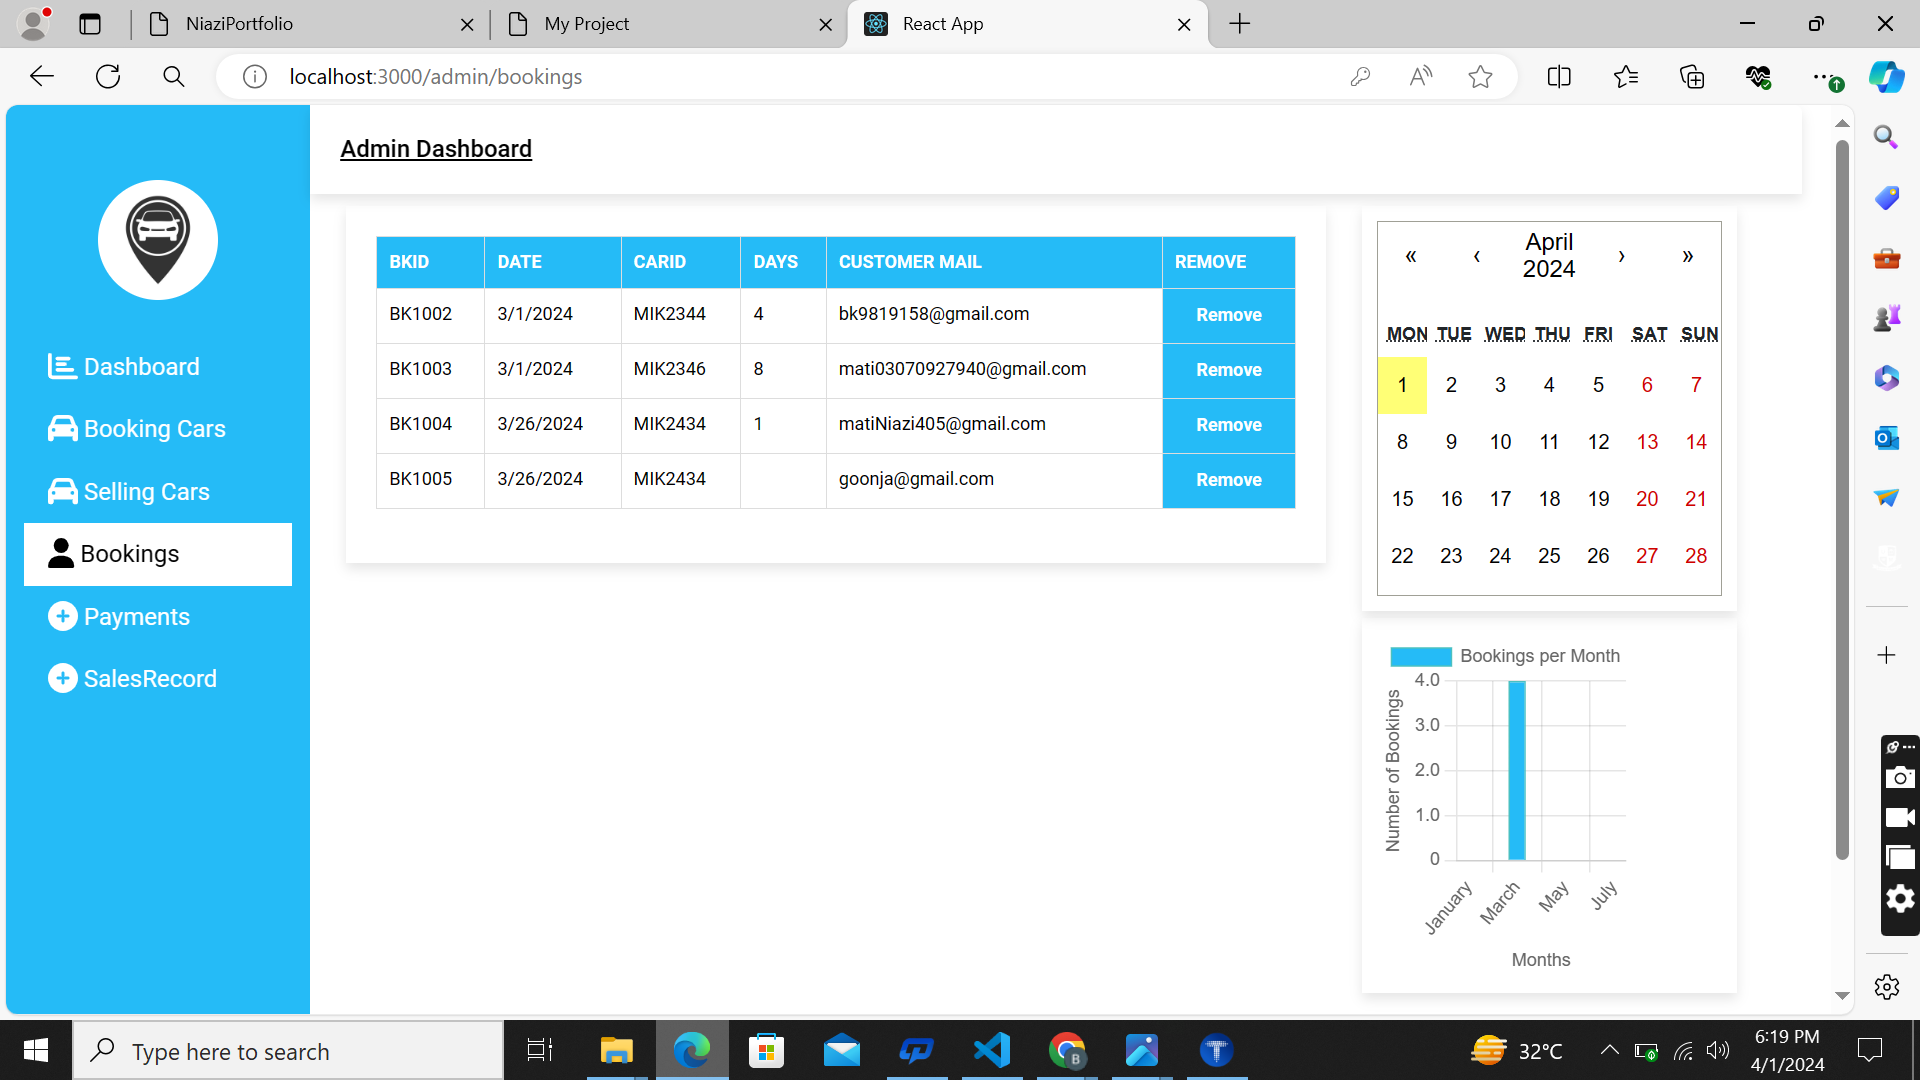 NiaziPortfolio
My Project
React App
localhost:3000/admin/bookings
Admin Dashboard
Dashboard
Booking Cars
Selling Cars
Bookings
Payments
SalesRecord
BKID DATE CARID DAYS CUSTOMER MAIL REMOVE
BK1002 3/1/2024 MIK2344 4 bk9819158@gmail.com Remove
BK1003 3/1/2024 MIK2346 8 mati03070927940@gmail.com Remove
BK1004 3/26/2024 MIK2434 1 matiNiazi405@gmail.com Remove
BK1005 3/26/2024 MIK2434 goonja@gmail.com Remove
« ‹ April 2024 › »
MON TUE WED THU FRI SAT SUN
1 2 3 4 5 6 7
8 9 10 11 12 13 14
15 16 17 18 19 20 21
22 23 24 25 26 27 28
Bookings per Month
Number of Bookings
4.0
3.0
2.0
1.0
0
January March May July
Months
Type here to search
B
T
32°C
6:19 PM
4/1/2024